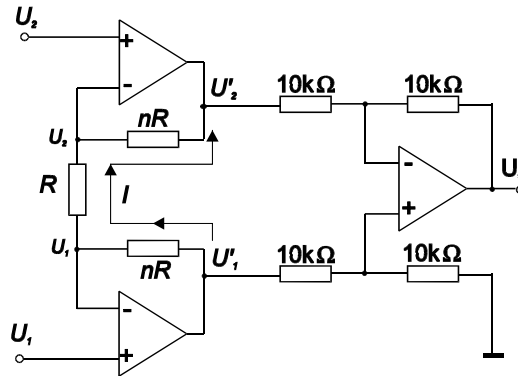 U₂
+
-
U'₂
10kΩ
10kΩ
U₂
nR
R
I
-
+
U
U₁
nR
U'₁
10kΩ
10kΩ
-
U₁
+